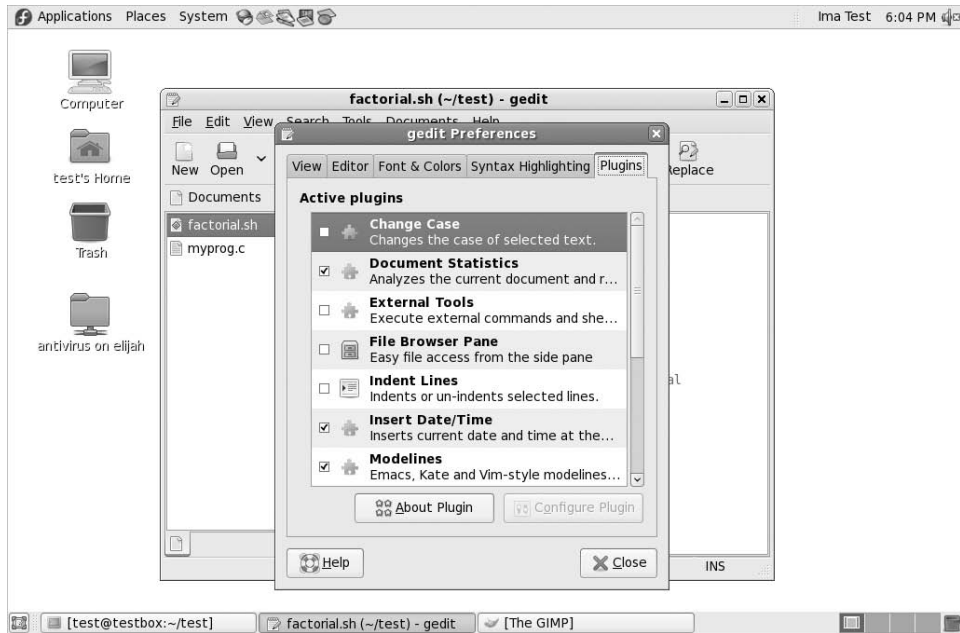 Applications Places System
Ima Test 6:04 PM
Computer
test's Home
Trash
antivirus on elijah
factorial.sh (~/test) - gedit
File Edit View Search Tools Documents Help
New Open
Replace
Documents
factorial.sh
myprog.c
al
INS
gedit Preferences
View Editor Font & Colors Syntax Highlighting Plugins
Active plugins
Change Case
Changes the case of selected text.
Document Statistics
Analyzes the current document and r...
External Tools
Execute external commands and she...
File Browser Pane
Easy file access from the side pane
Indent Lines
Indents or un-indents selected lines.
Insert Date/Time
Inserts current date and time at the...
Modelines
Emacs, Kate and Vim-style modelines...
About Plugin Configure Plugin
Help Close
[test@testbox:~/test] factorial.sh (~/test) - gedit [The GIMP]